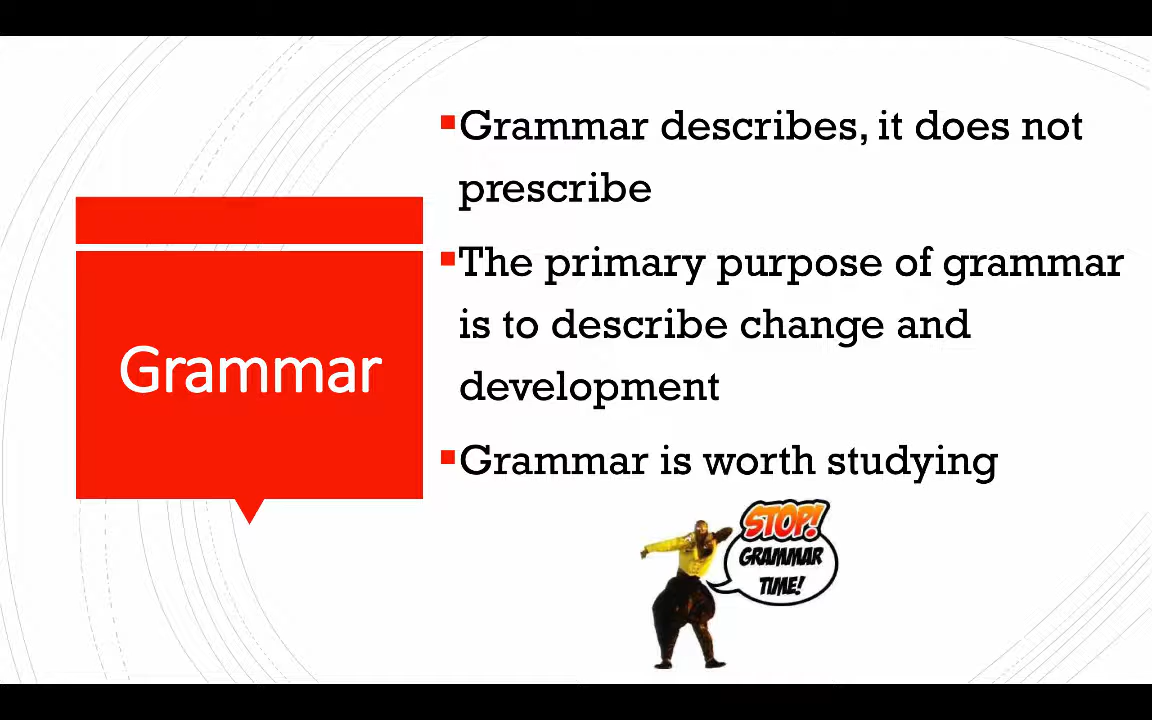 Grammar
Grammar describes, it does not
prescribe
The primary purpose of grammar
is to describe change and
development
Grammar is worth studying
STOP!
GRAMMAR
TIME!